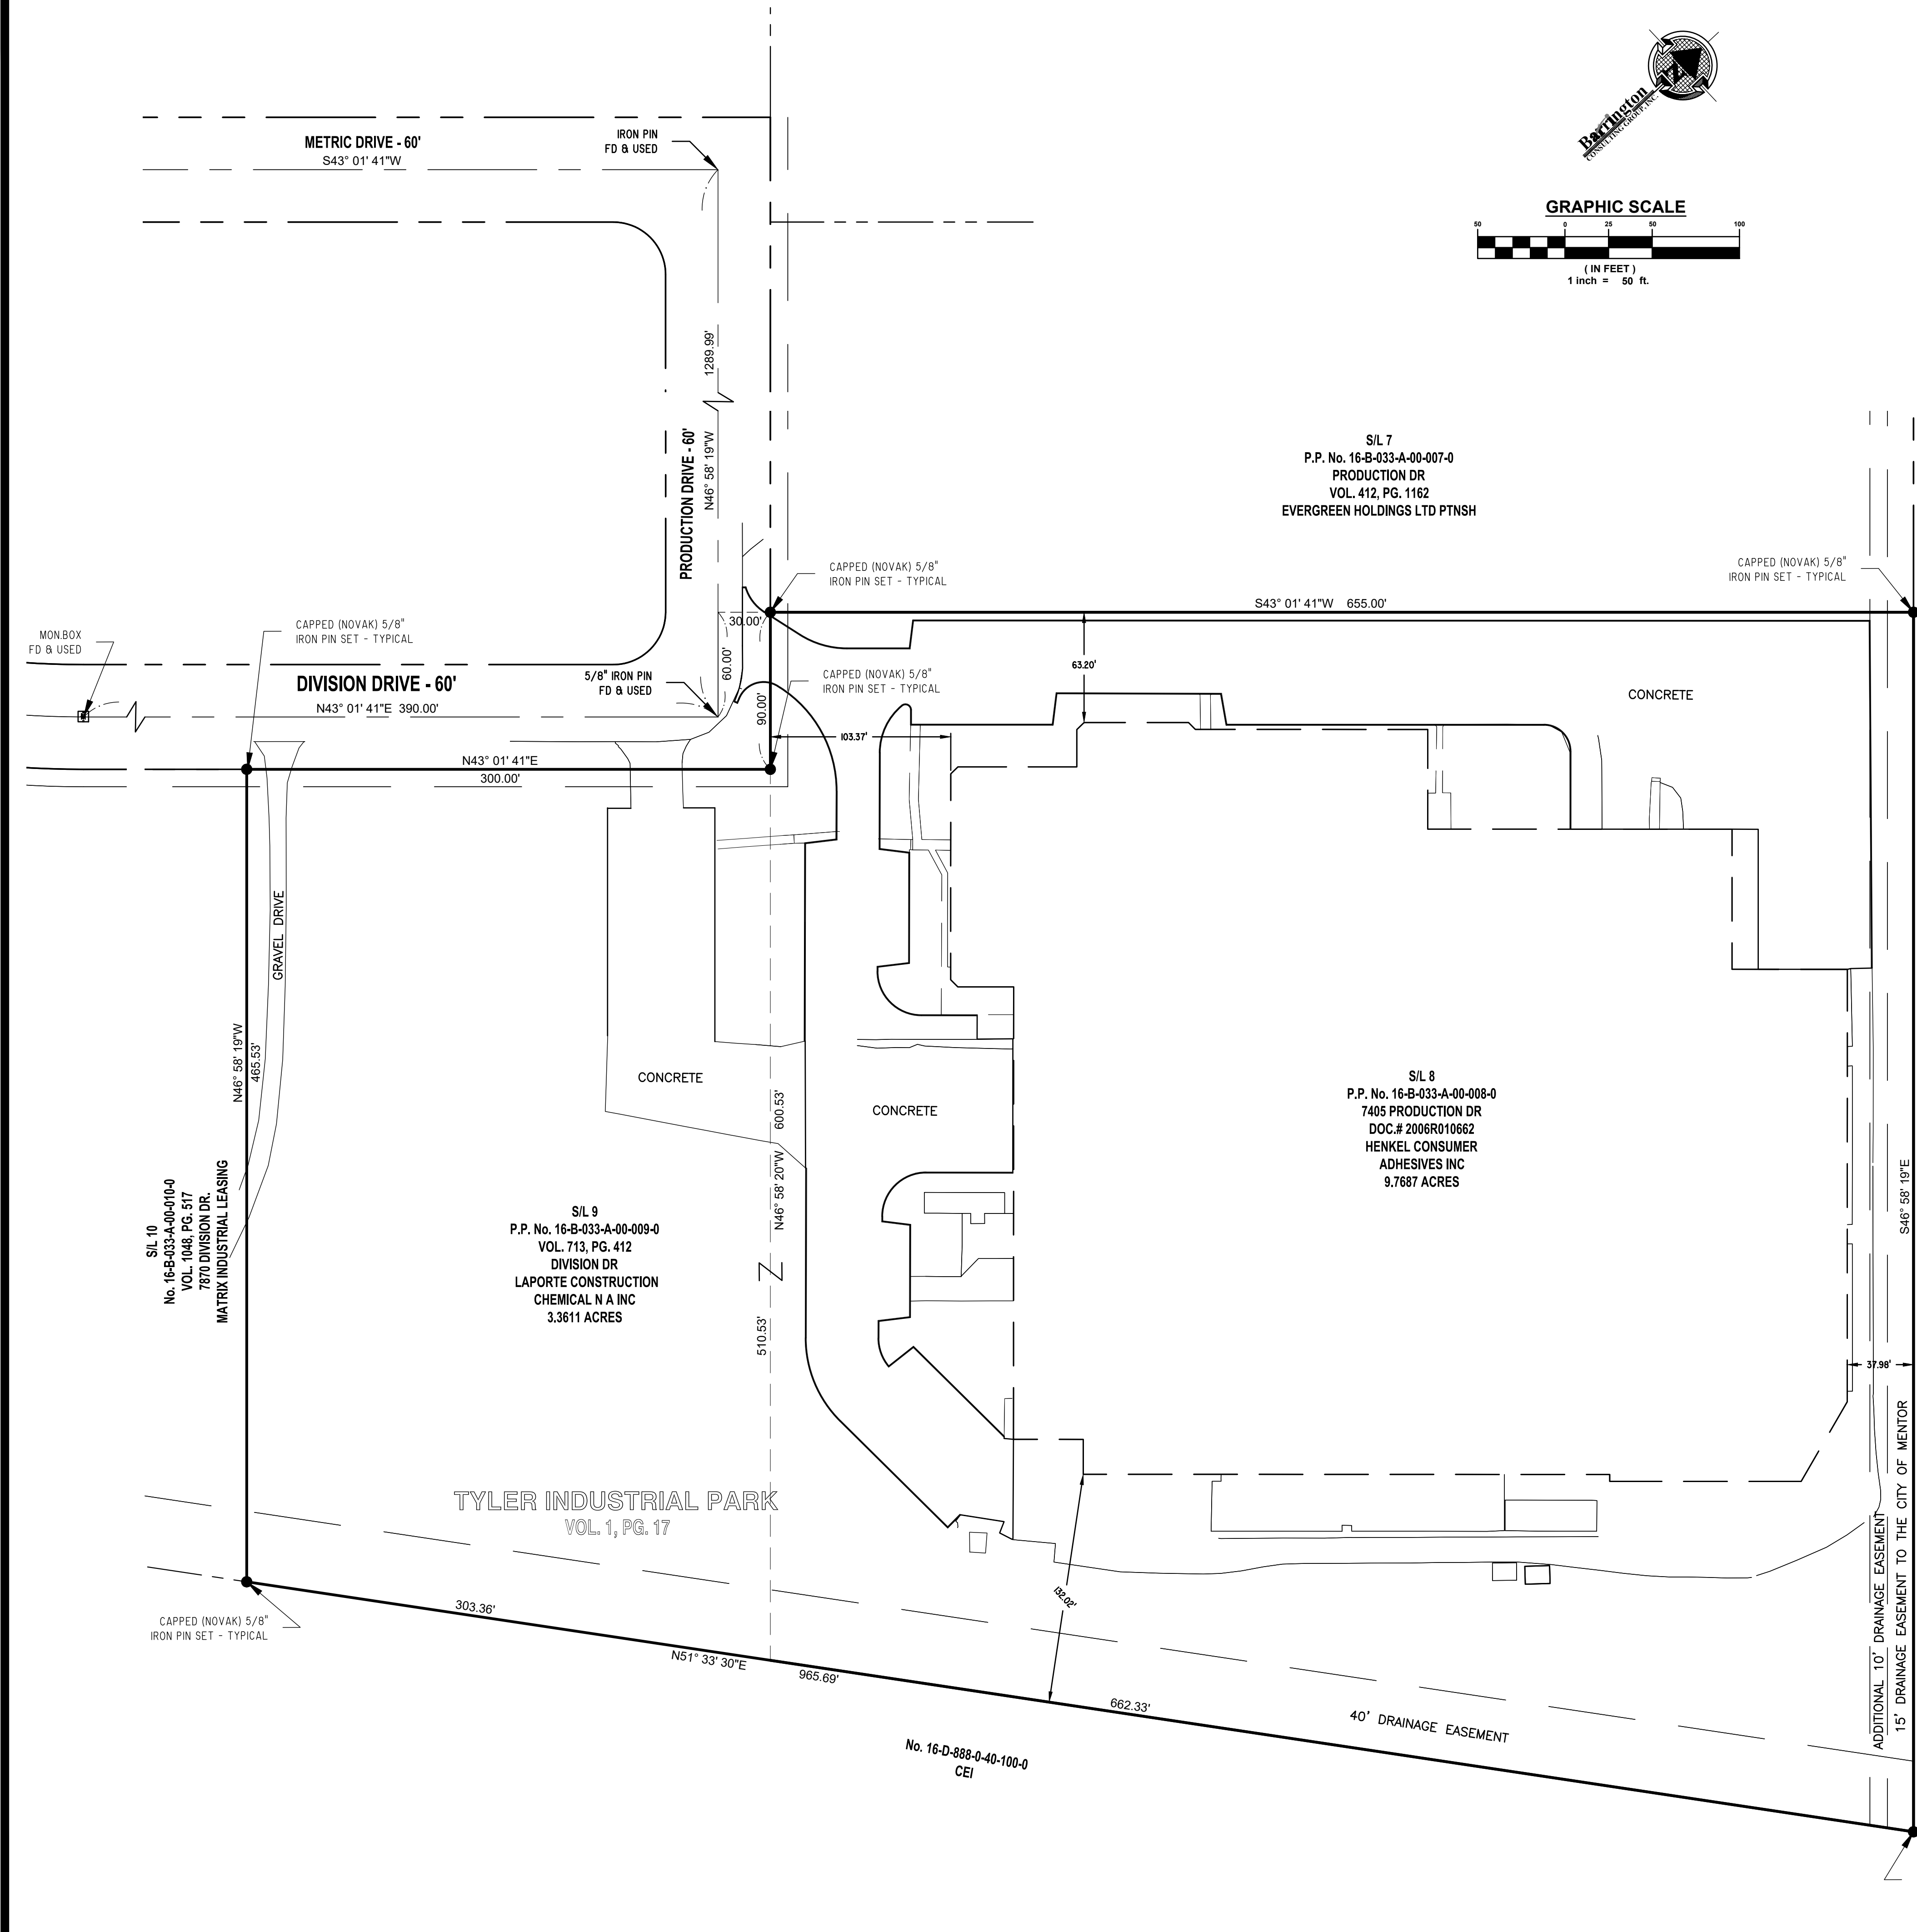 Barrington
CONSULTING GROUP, INC.
GRAPHIC SCALE
50 0 25 50 100
( IN FEET )
1 inch = 50 ft.
METRIC DRIVE - 60'
S43° 01' 41"W
IRON PIN
FD & USED
1289.99'
PRODUCTION DRIVE - 60'
N46° 58' 19"W
S/L 7
P.P. No. 16-B-033-A-00-007-0
PRODUCTION DR
VOL. 412, PG. 1162
EVERGREEN HOLDINGS LTD PTNSH
CAPPED (NOVAK) 5/8"
IRON PIN SET - TYPICAL
CAPPED (NOVAK) 5/8"
IRON PIN SET - TYPICAL
S43° 01' 41"W 655.00'
MON.BOX
FD & USED
CAPPED (NOVAK) 5/8"
IRON PIN SET - TYPICAL
30.00'
60.00'
90.00'
5/8" IRON PIN
FD & USED
CAPPED (NOVAK) 5/8"
IRON PIN SET - TYPICAL
DIVISION DRIVE - 60'
N43° 01' 41"E 390.00'
63.20'
CONCRETE
103.37'
N43° 01' 41"E
300.00'
GRAVEL DRIVE
N46° 58' 19"W
465.53'
CONCRETE
CONCRETE
600.53'
N46° 58' 20"W
510.53'
S/L 8
P.P. No. 16-B-033-A-00-008-0
7405 PRODUCTION DR
DOC.# 2006R010662
HENKEL CONSUMER
ADHESIVES INC
9.7687 ACRES
S46° 58' 19"E
S/L 10
No. 16-B-033-A-00-010-0
VOL. 1048, PG. 517
7870 DIVISION DR.
MATRIX INDUSTRIAL LEASING
S/L 9
P.P. No. 16-B-033-A-00-009-0
VOL. 713, PG. 412
DIVISION DR
LAPORTE CONSTRUCTION
CHEMICAL N A INC
3.3611 ACRES
37.98'
TYLER INDUSTRIAL PARK
VOL. 1, PG. 17
ADDITIONAL 10' DRAINAGE EASEMENT
15' DRAINAGE EASEMENT TO THE CITY OF MENTOR
132.02'
303.36'
CAPPED (NOVAK) 5/8"
IRON PIN SET - TYPICAL
N51° 33' 30"E
965.69'
662.33'
40' DRAINAGE EASEMENT
No. 16-D-888-0-40-100-0
CEI